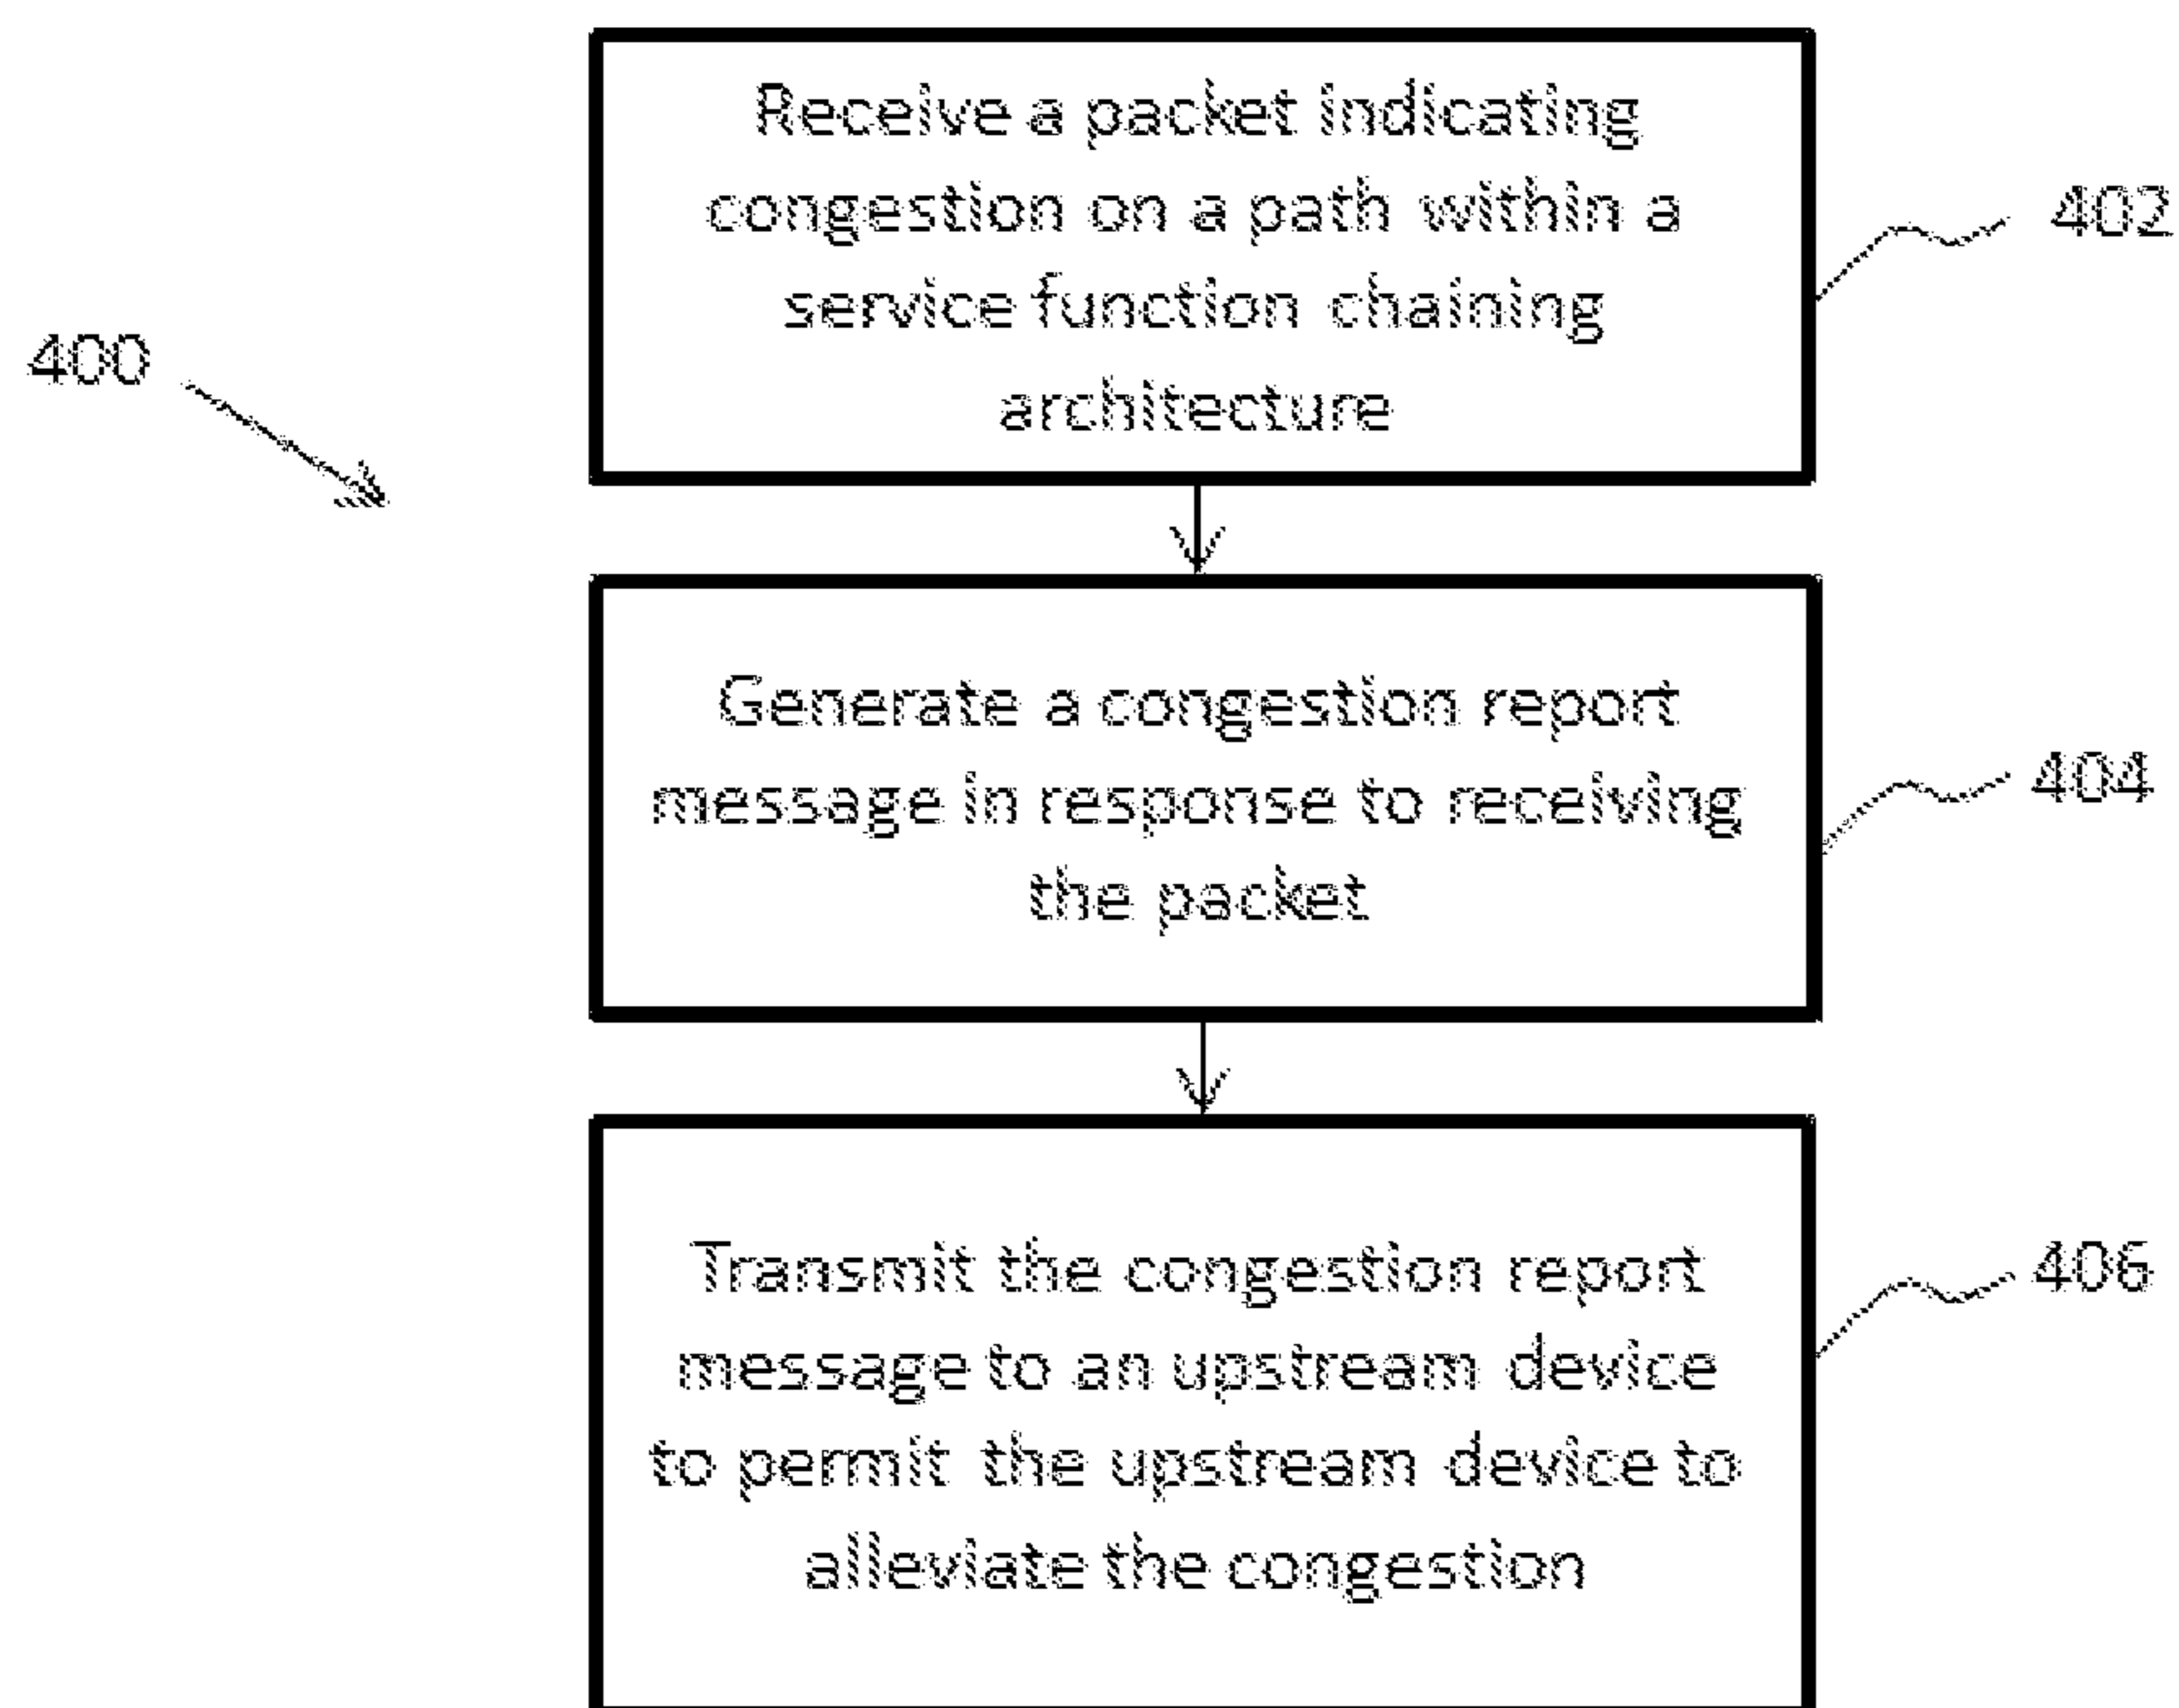 Receive a packet indicating
congestion on a path within a
service function chaining
architecture
402
400
Generate a congestion report
message in response to receiving
the packet
404
Transmit the congestion report
message to an upstream device
to permit the upstream device to
alleviate the congestion
406